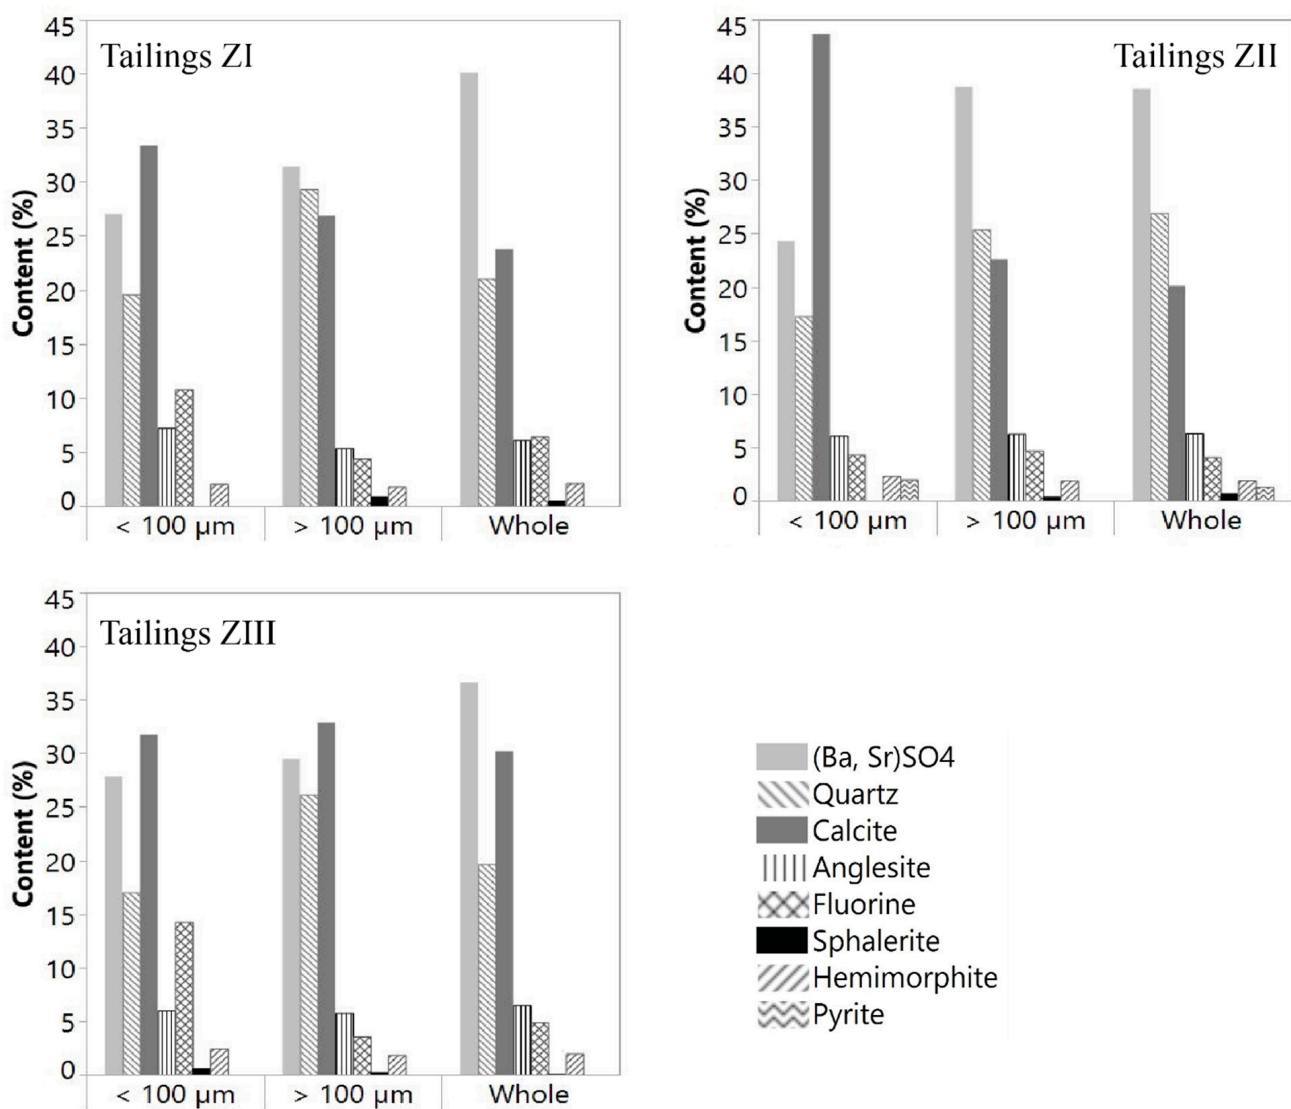 Tailings ZI
Content (%)
45
40
35
30
25
20
15
10
5
0
< 100 µm
> 100 µm
Whole
Tailings ZII
Content (%)
45
40
35
30
25
20
15
10
5
0
< 100 µm
> 100 µm
Whole
Tailings ZIII
Content (%)
45
40
35
30
25
20
15
10
5
0
< 100 µm
> 100 µm
Whole
(Ba, Sr)SO4
Quartz
Calcite
Anglesite
Fluorine
Sphalerite
Hemimorphite
Pyrite